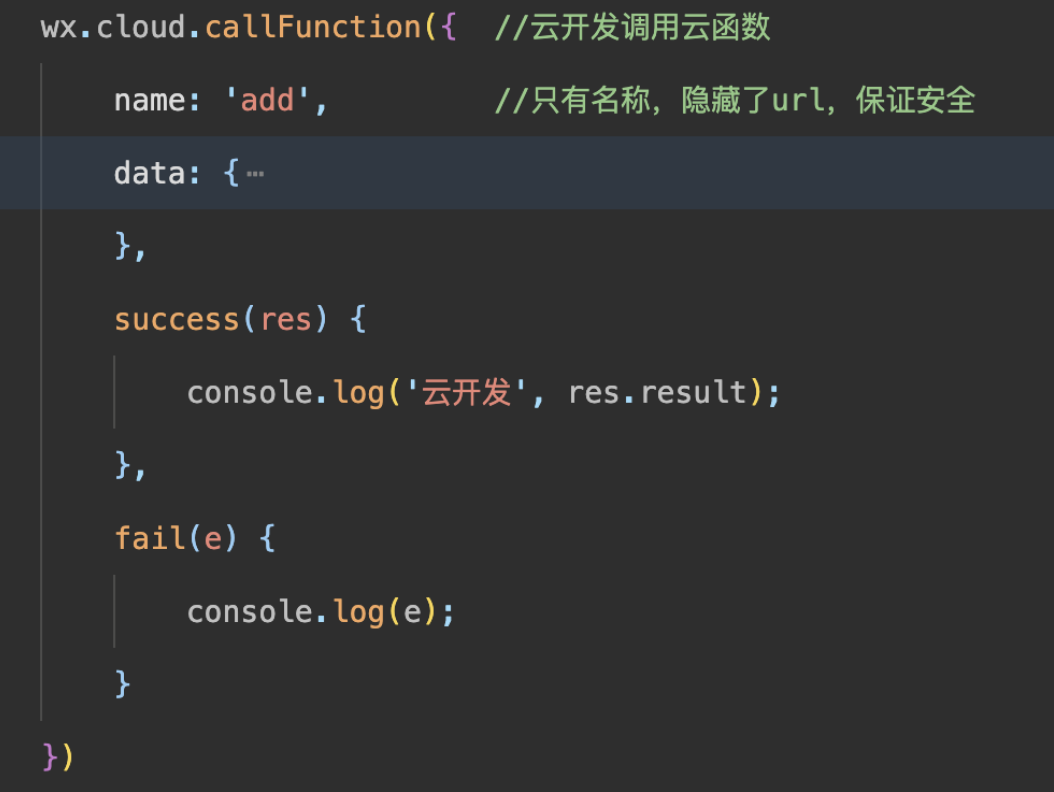 wx.cloud.callFunction({  //云开发调用云函数
    name: 'add',         //只有名称，隐藏了url，保证安全
    data: {…
    },
    success(res) {
        console.log('云开发', res.result);
    },
    fail(e) {
        console.log(e);
    }
})